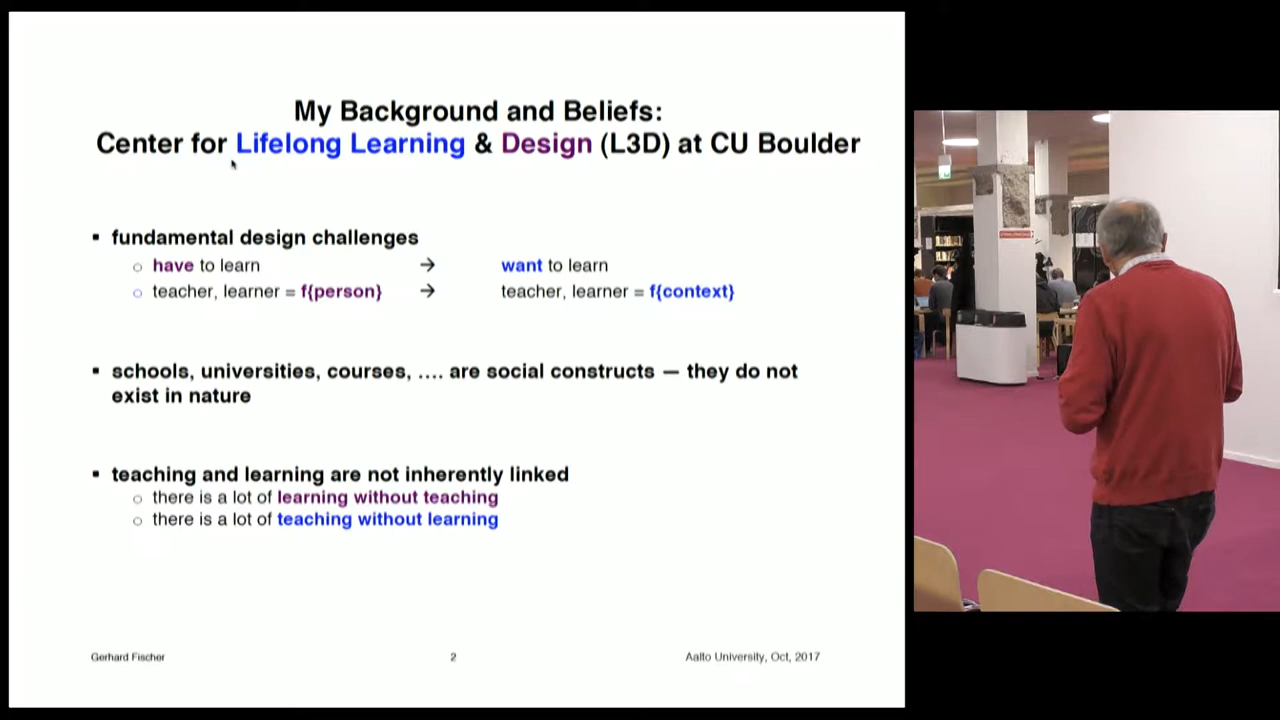 My Background and Beliefs:
Center for Lifelong Learning & Design (L3D) at CU Boulder
▪ fundamental design challenges
○ have to learn → want to learn
○ teacher, learner = f{person} → teacher, learner = f{context}
▪ schools, universities, courses, .... are social constructs — they do not
exist in nature
▪ teaching and learning are not inherently linked
○ there is a lot of learning without teaching
○ there is a lot of teaching without learning
Gerhard Fischer 2 Aalto University, Oct, 2017